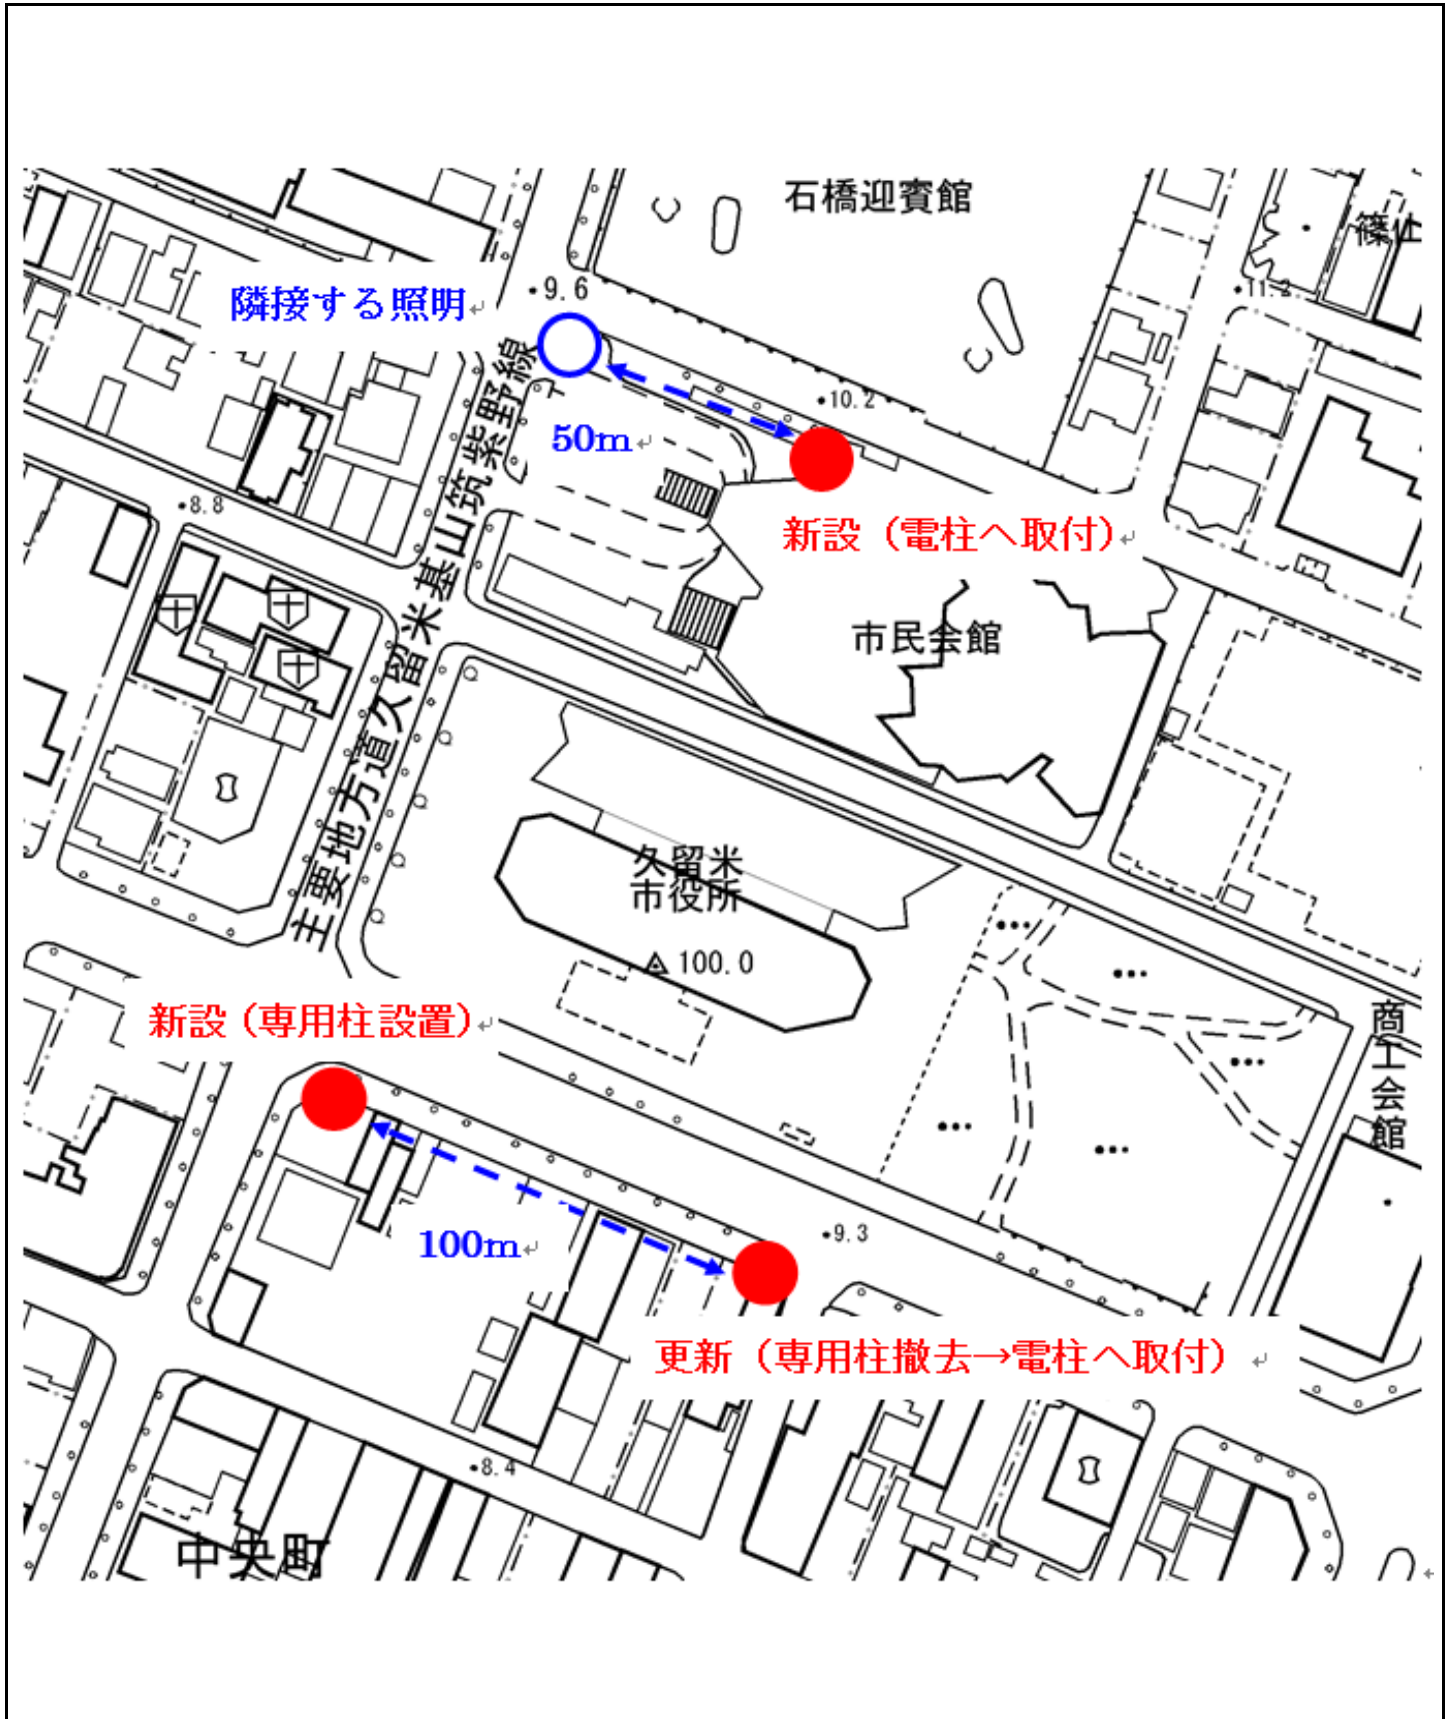 石橋迎賓館
篠
隣接する照明
9.6
11.2
10.2
50m
新設（電柱へ取付）
8.8
主要地方道久留米基山筑紫野線
市民会館
久留米
市役所
100.0
新設（専用柱設置）
商工会館
100m
9.3
更新（専用柱撤去→電柱へ取付）
8.4
中央町